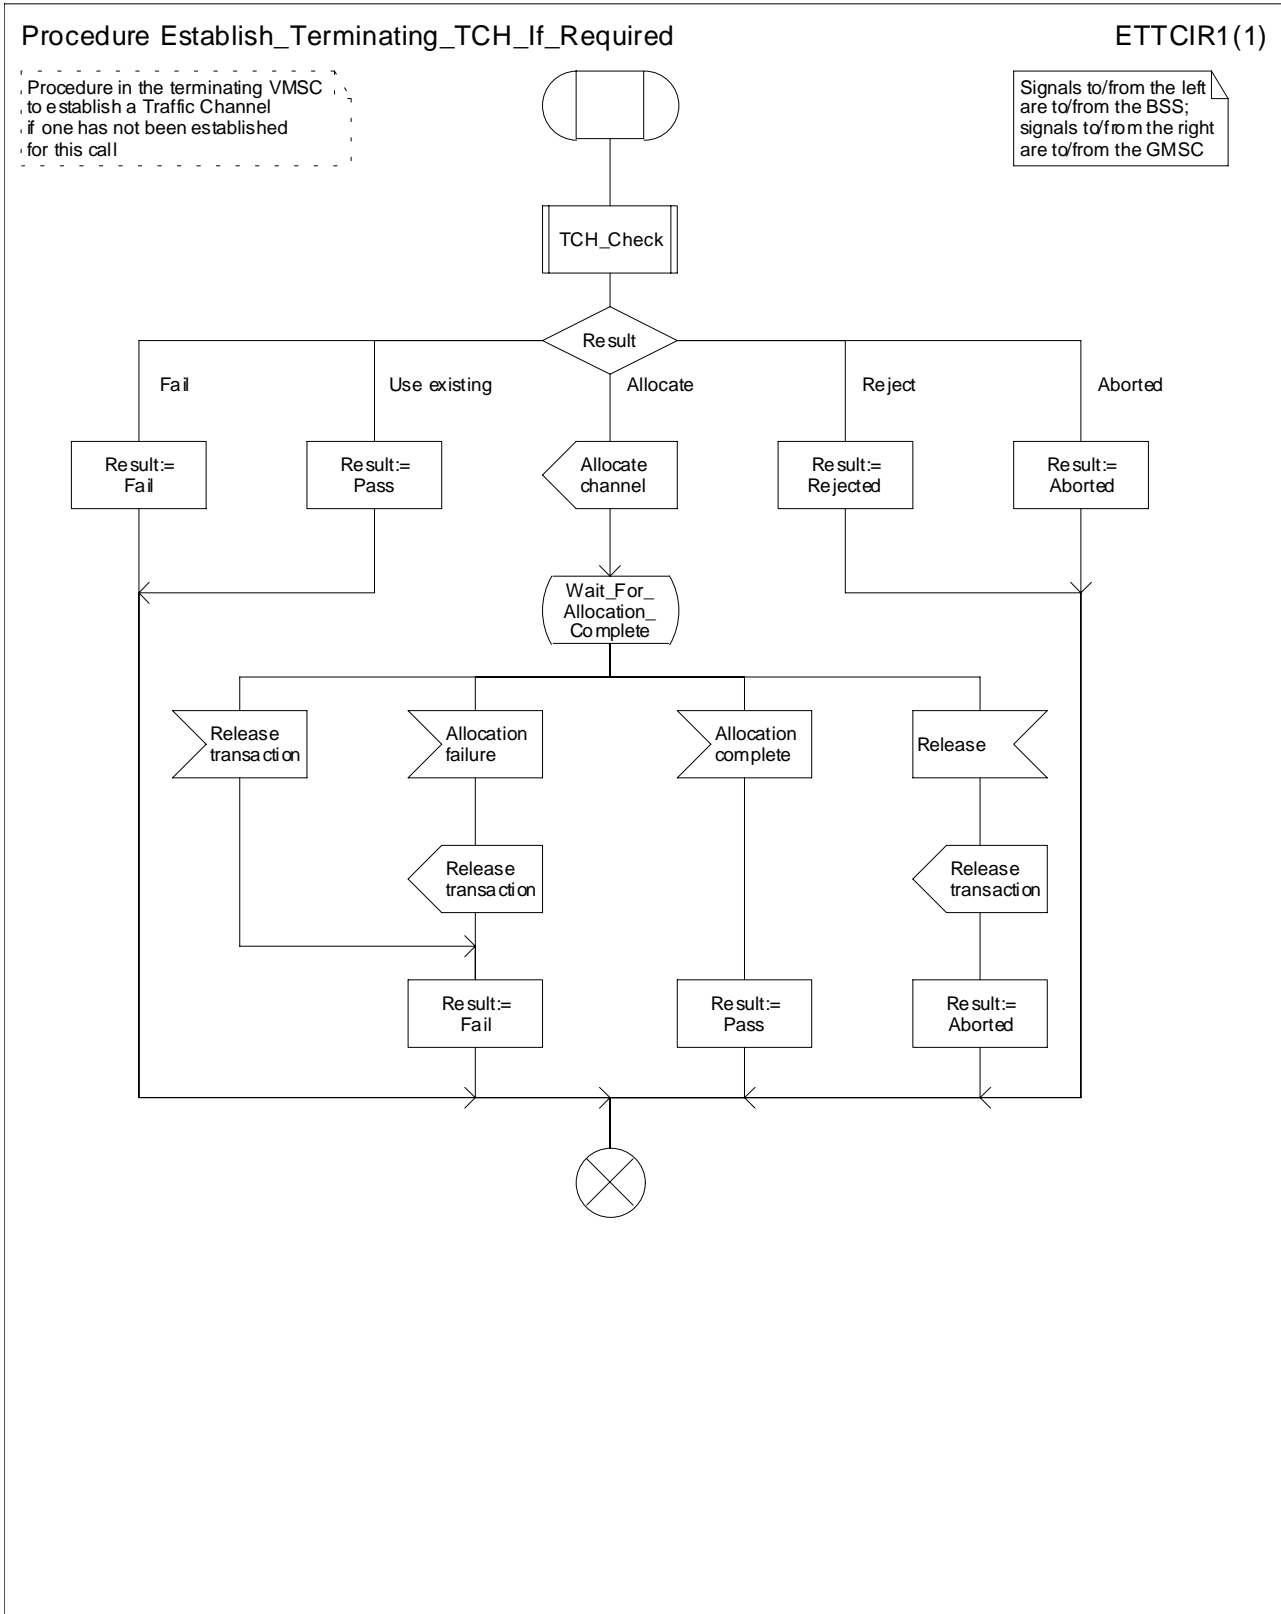 Procedure Establish_Terminating_TCH_If_Required
ETTCIR1(1)
Procedure in the terminating VMSC
to establish a Traffic Channel
if one has not been established
for this call
Signals to/from the left
are to/from the BSS;
signals to/from the right
are to/from the GMSC
TCH_Check
Result
Fail
Use existing
Allocate
Reject
Aborted
Result:=
Fail
Result:=
Pass
Allocate
channel
Result:=
Rejected
Result:=
Aborted
Wait_For_
Allocation_
Complete
Release
transaction
Allocation
failure
Allocation
complete
Release
Release
transaction
Release
transaction
Result:=
Fail
Result:=
Pass
Result:=
Aborted